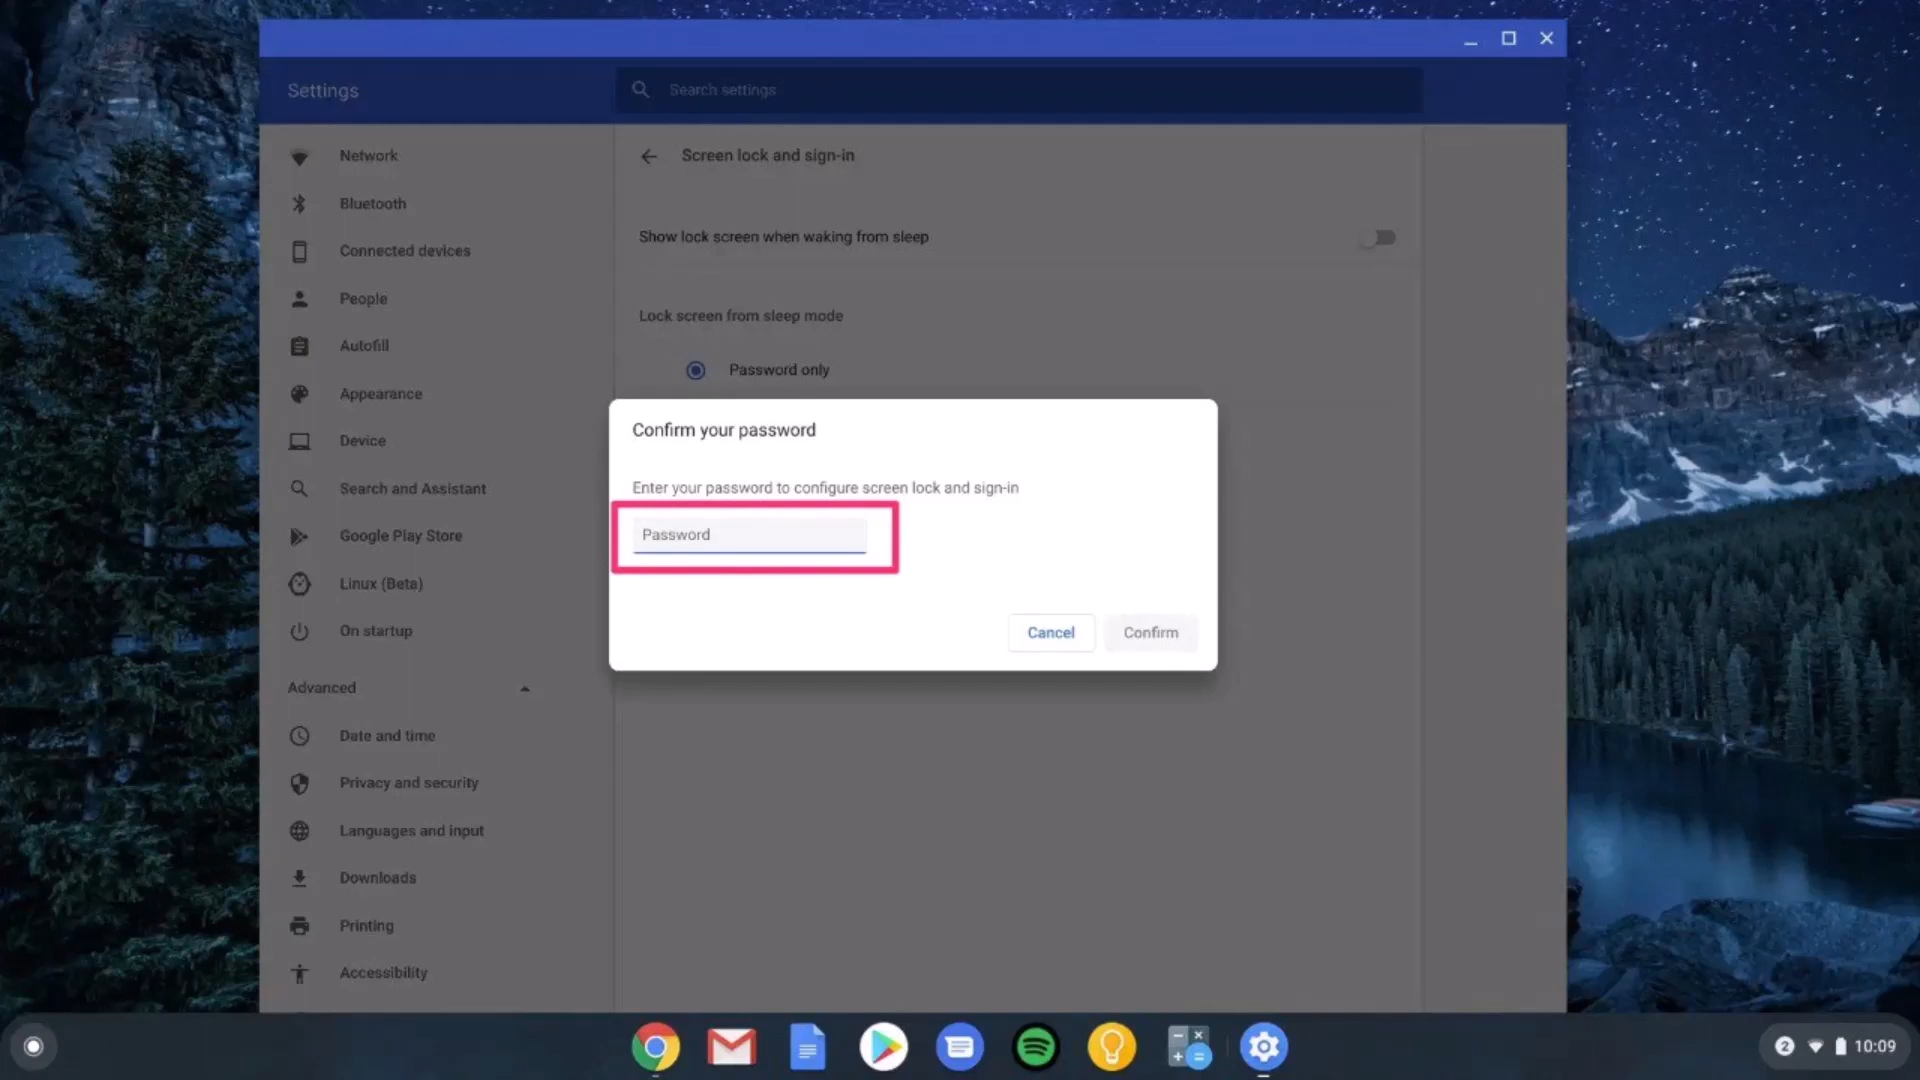 Settings
Search settings
Network
Bluetooth
Connected devices
People
Autofill
Appearance
Device
Search and Assistant
Google Play Store
Linux (Beta)
On startup
Advanced
Date and time
Privacy and security
Languages and input
Downloads
Printing
Accessibility
Screen lock and sign-in
Show lock screen when waking from sleep
Lock screen from sleep mode
Password only
Confirm your password
Enter your password to configure screen lock and sign-in
Password
Cancel
Confirm
2
10:09